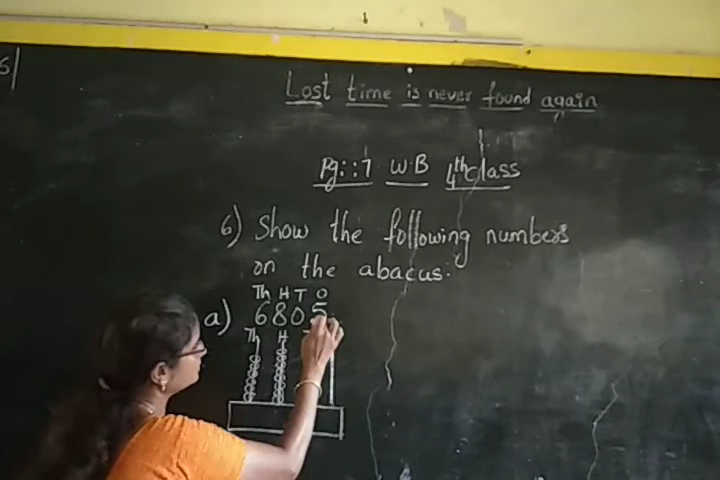 6
Lost time is never found again
Pg::7 W.B 4th class
6) Show the following numbers
on the abacus:
Th H T O
a) 6805
Th H